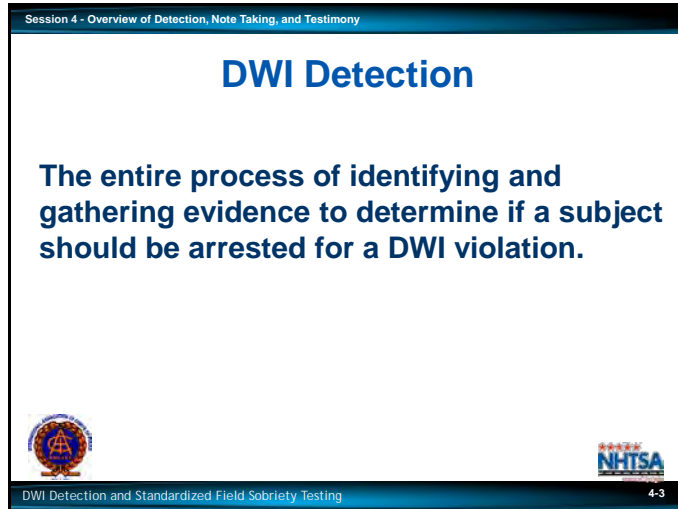 Session 4 - Overview of Detection, Note Taking, and Testimony
DWI Detection
The entire process of identifying and
gathering evidence to determine if a subject
should be arrested for a DWI violation.
NHTSA
DWI Detection and Standardized Field Sobriety Testing
4-3